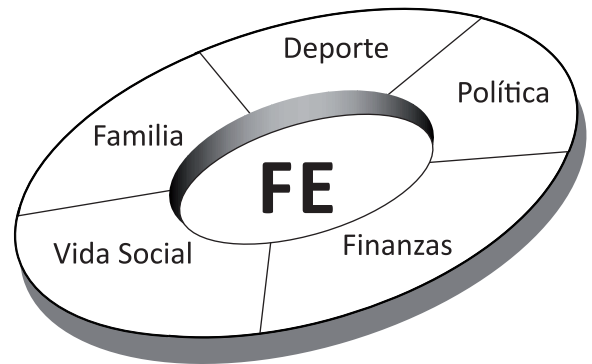 Deporte
Política
Familia
FE
Vida Social
Finanzas